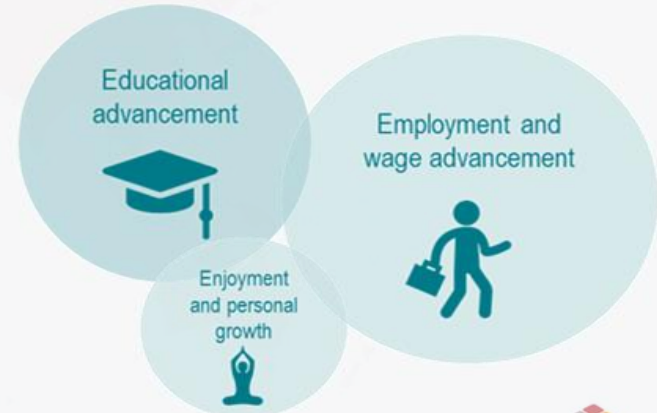 Educational
advancement
Employment and
wage advancement
Enjoyment
and personal
growth